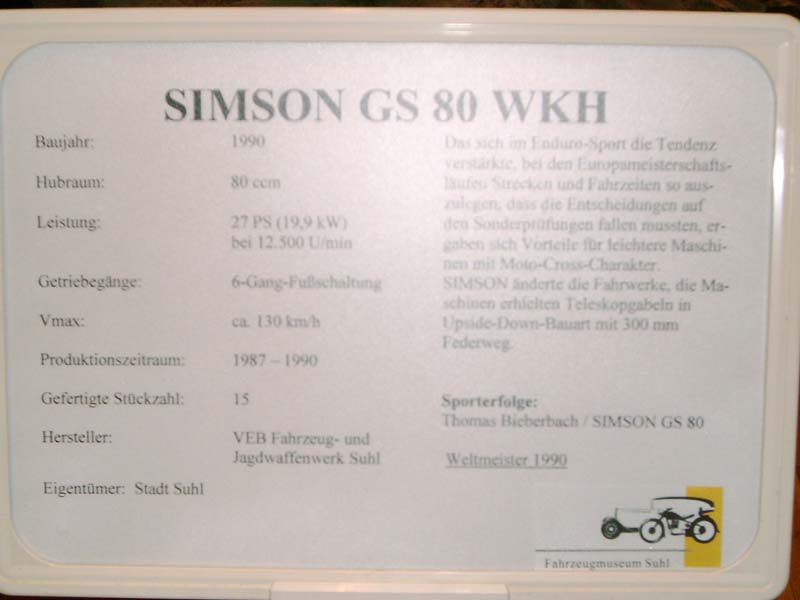 SIMSON GS 80 WKH
Baujahr: 1990
Hubraum: 80 ccm
Leistung: 27 PS (19,9 kW)
bei 12.500 U/min
Getriebegänge: 6-Gang-Fußschaltung
Vmax: ca. 130 km/h
Produktionszeitraum: 1987 – 1990
Gefertigte Stückzahl: 15
Hersteller: VEB Fahrzeug- und
Jagdwaffenwerk Suhl
Eigentümer: Stadt Suhl
Das sich im Enduro-Sport die Tendenz
verstärkte, bei den Europameisterschafts-
läufen Strecken und Fahrzeiten so aus-
zulegen, dass die Entscheidungen auf
den Sonderprüfungen fallen mussten, er-
gaben sich Vorteile für leichtere Maschi-
nen mit Moto-Cross-Charakter.
SIMSON änderte die Fahrwerke, die Ma-
schinen erhielten Teleskopgabeln in
Upside-Down-Bauart mit 300 mm
Federweg.
Sporterfolge:
Thomas Bieberbach / SIMSON GS 80
Weltmeister 1990
Fahrzeugmuseum Suhl